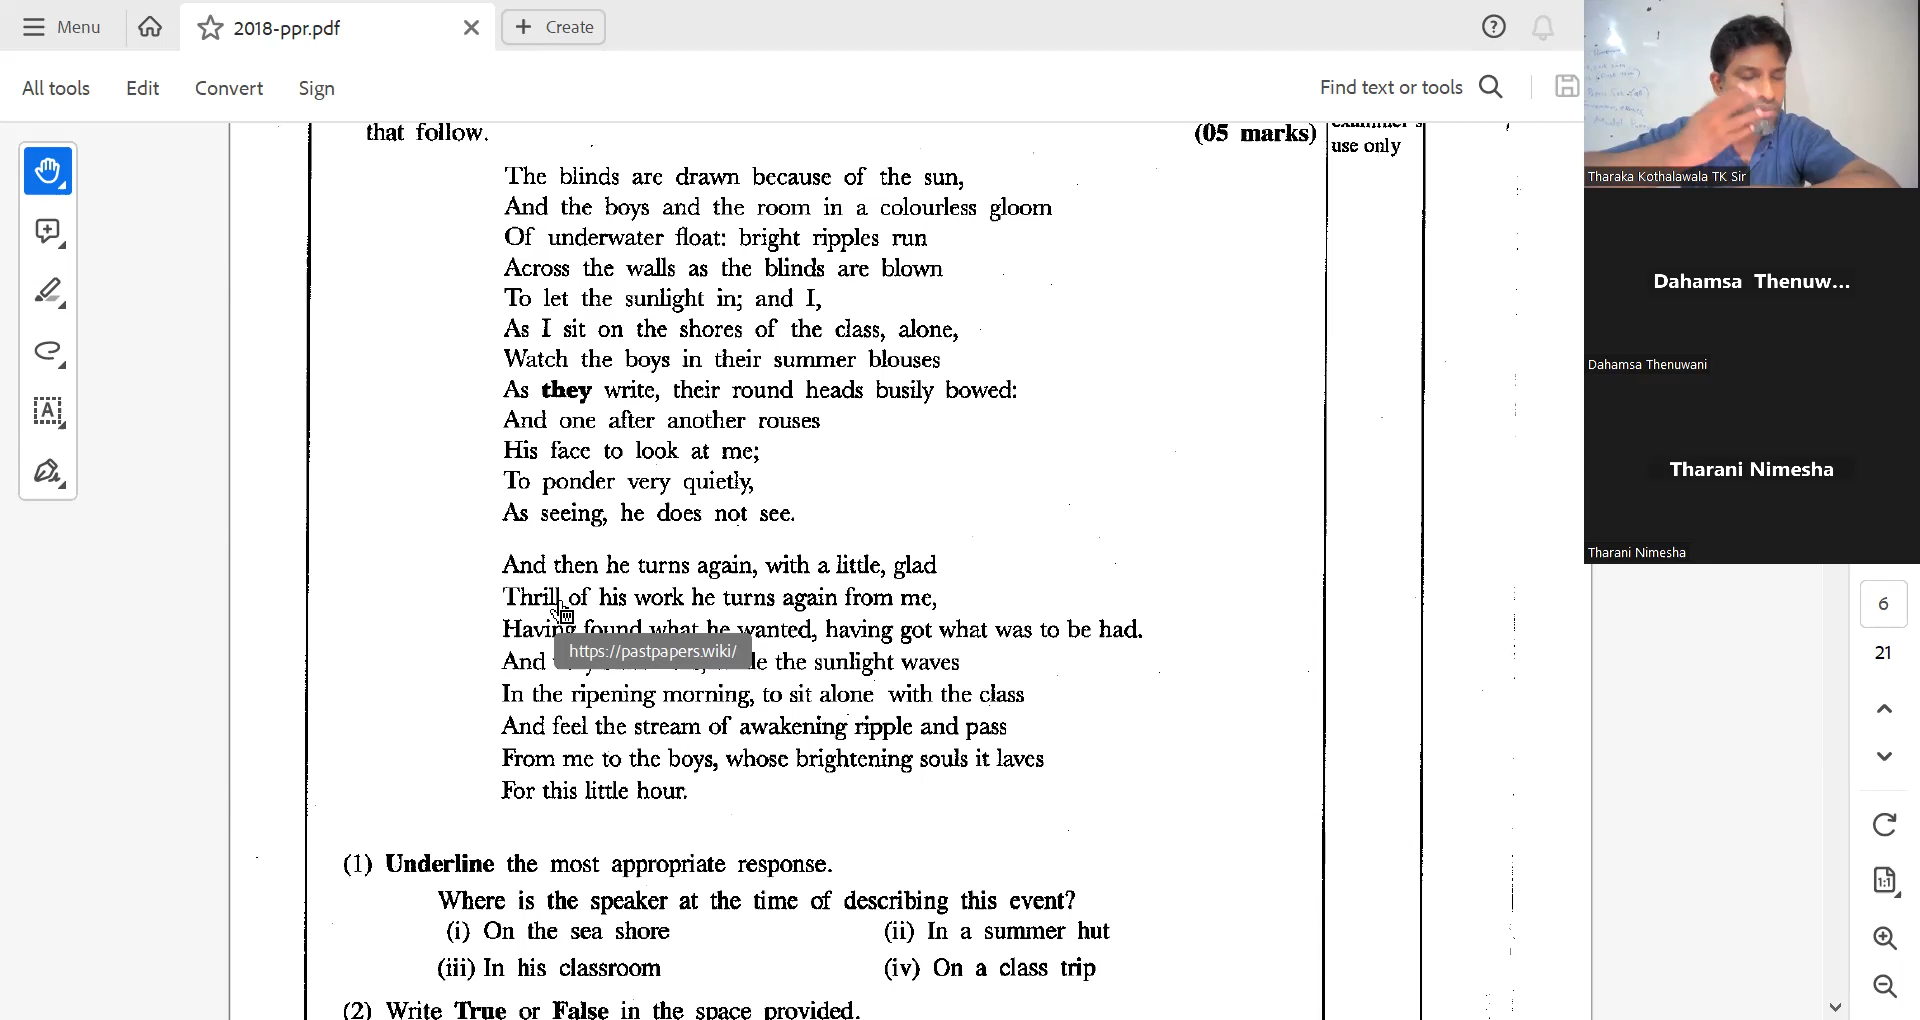 Menu
2018-ppr.pdf
Create
All tools
Edit
Convert
Sign
Find text or tools
that follow.
(05 marks)
examiner's
use only
The blinds are drawn because of the sun,
And the boys and the room in a colourless gloom
Of underwater float: bright ripples run
Across the walls as the blinds are blown
To let the sunlight in; and I,
As I sit on the shores of the class, alone,
Watch the boys in their summer blouses
As they write, their round heads busily bowed:
And one after another rouses
His face to look at me;
To ponder very quietly,
As seeing, he does not see.
And then he turns again, with a little, glad
Thrill of his work he turns again from me,
Having found what he wanted, having got what was to be had.
https://pastpapers.wiki/
And the sunlight waves
In the ripening morning, to sit alone with the class
And feel the stream of awakening ripple and pass
From me to the boys, whose brightening souls it laves
For this little hour.
(1) Underline the most appropriate response.
Where is the speaker at the time of describing this event?
(i) On the sea shore
(ii) In a summer hut
(iii) In his classroom
(iv) On a class trip
(2) Write True or False in the space provided.
Tharaka Kothalawala TK Sir
Dahamsa Thenuw...
Dahamsa Thenuwani
Tharani Nimesha
Tharani Nimesha
6
21
1:1